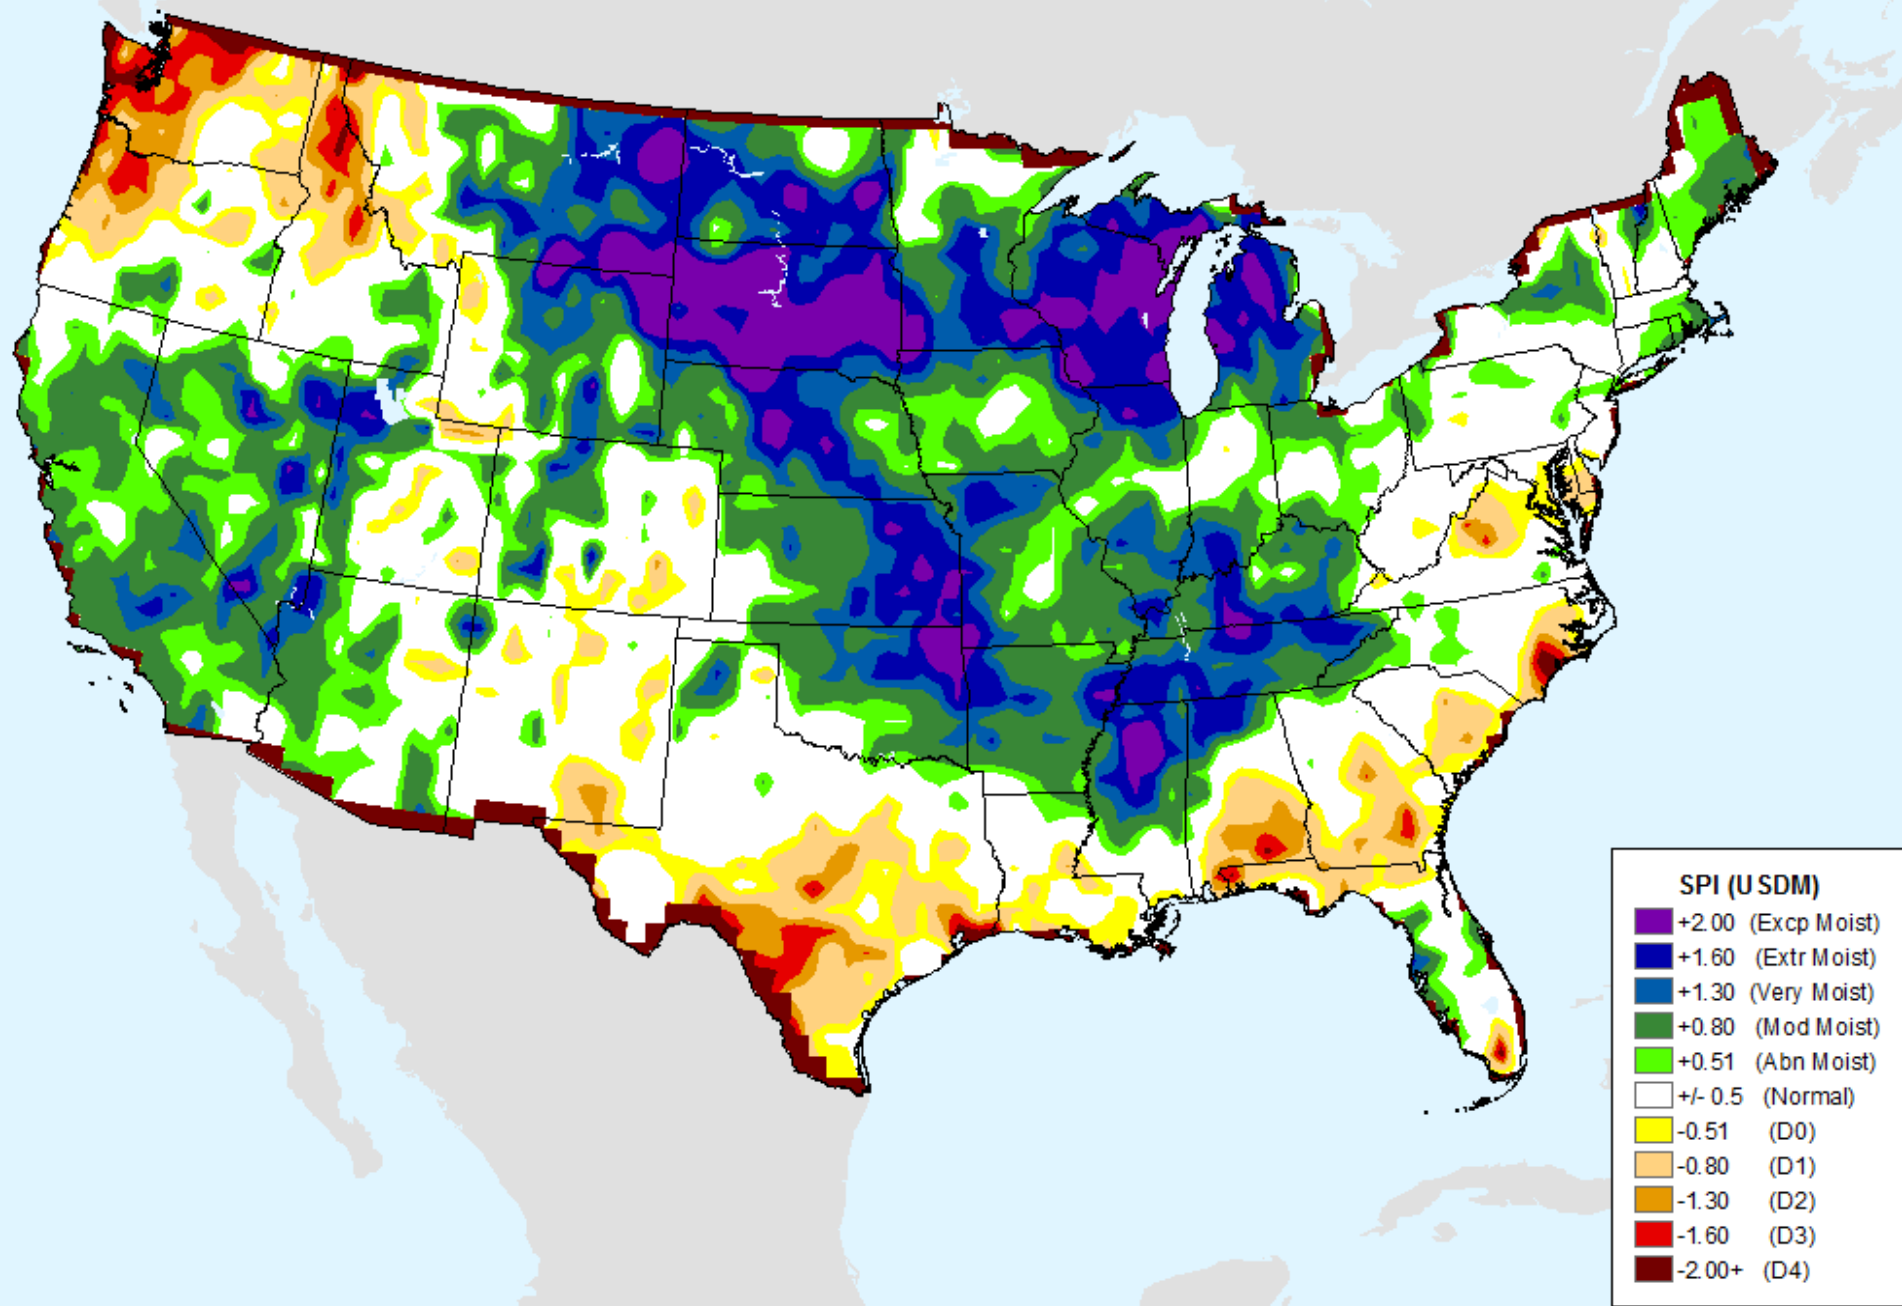 SPI (USDM)
+2.00 (Excp Moist)
+1.60 (Extr Moist)
+1.30 (Very Moist)
+0.80 (Mod Moist)
+0.51 (Abn Moist)
+/- 0.5 (Normal)
-0.51 (D0)
-0.80 (D1)
-1.30 (D2)
-1.60 (D3)
-2.00+ (D4)